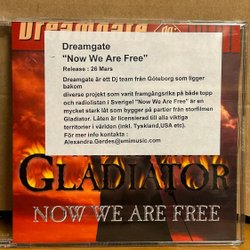 Dreamgate
Dreamgate
"Now We Are Free"
Release : 26 Mars
Dreamgate är ett Dj team från Göteborg som ligger
bakom
diverse projekt som varit framgångsrika på både topp
och radiolistan i Sverige! "Now We Are Free" är en
mycket stark låt som bygger på partier från storfilmen
Gladiator. Låten är licensierad till alla viktiga
territorier i världen (inkl. Tyskland,USA etc).
För mer info kontakta :
Alexandra.Gerdes@emimusic.com
GLADIATOR
NOW WE ARE FREE